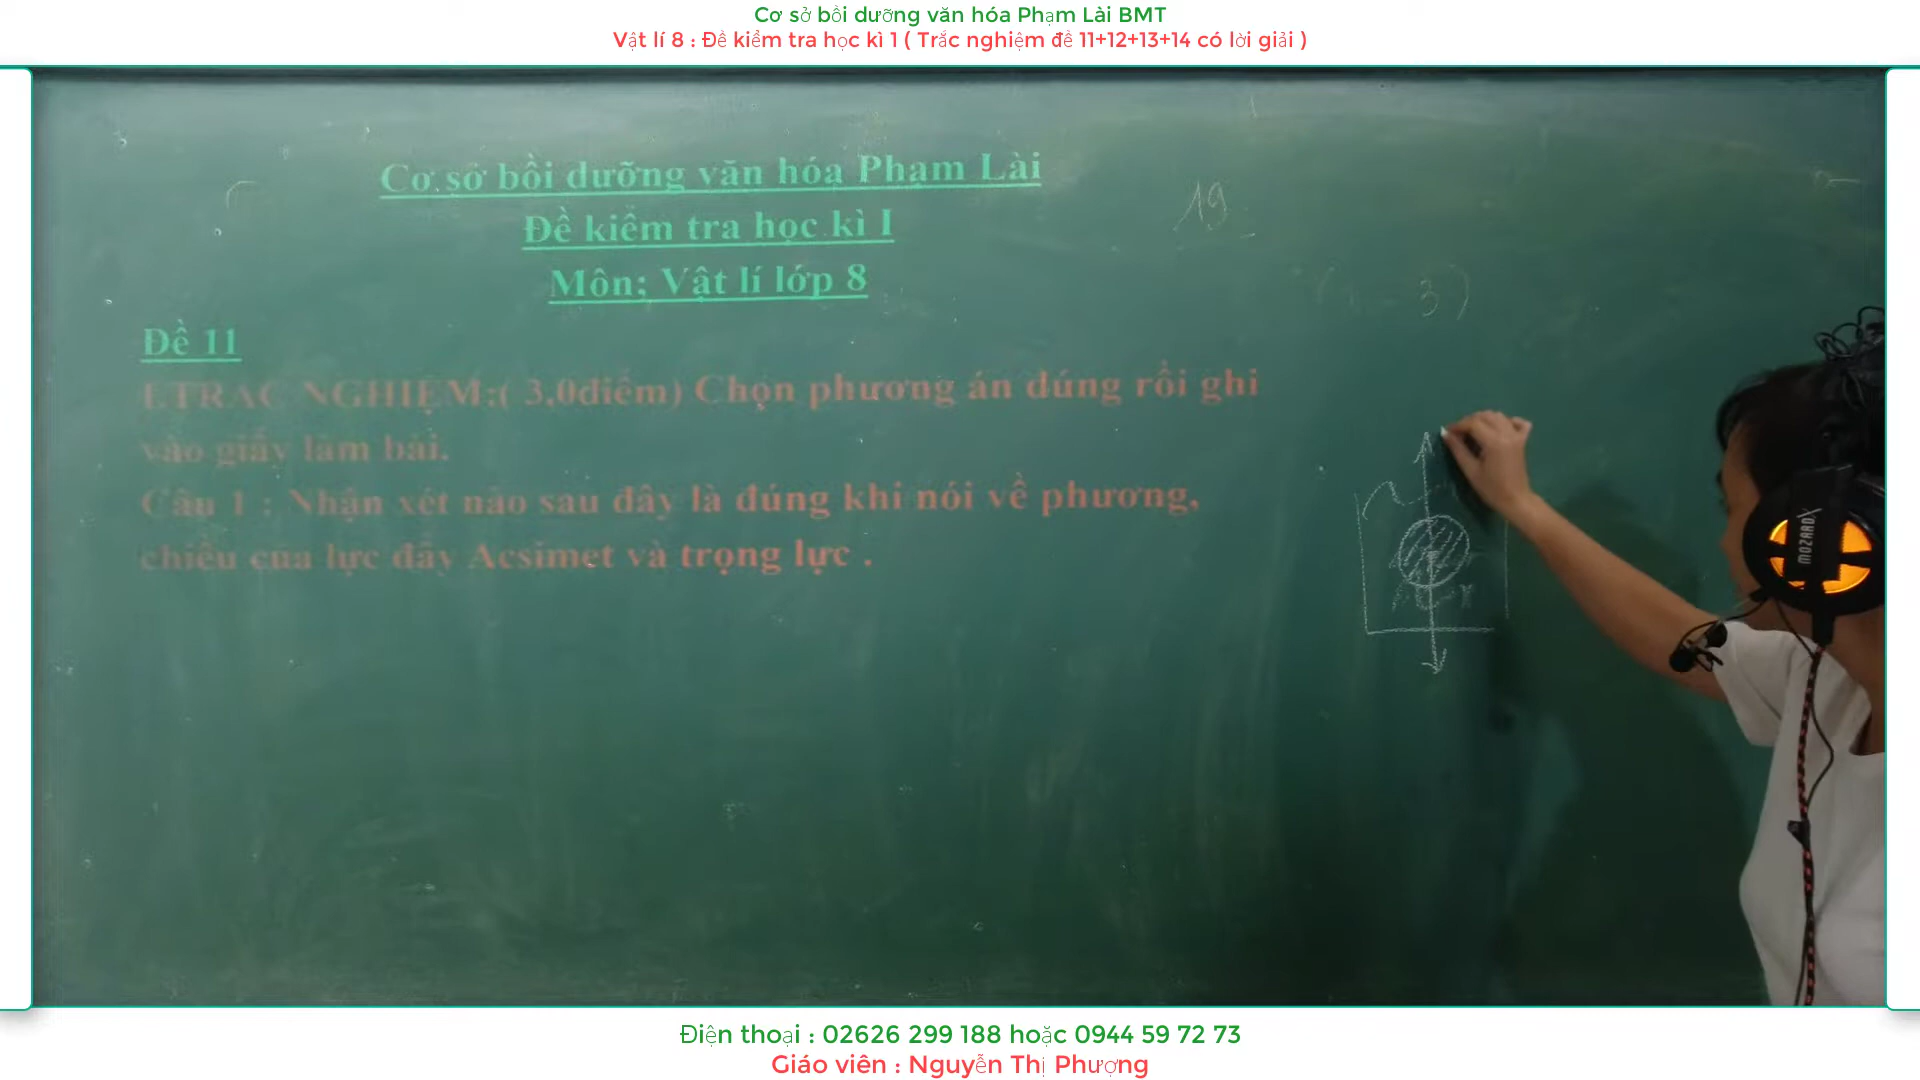 Cơ sở bồi dưỡng văn hóa Phạm Lài BMT
Vật lí 8 : Đề kiểm tra học kì 1 ( Trắc nghiệm đề 11+12+13+14 có lời giải )
Cơ sở bồi dưỡng văn hóa Phạm Lài
Đề kiểm tra học kì I
Môn; Vật lí lớp 8
19
- 3)
Đề 11
I.TRẮC NGHIỆM:( 3,0điểm) Chọn phương án đúng rồi ghi
vào giấy làm bài.
Câu 1 : Nhận xét nào sau đây là đúng khi nói về phương,
chiều của lực đẩy Acsimet và trọng lực .
MOZARDX
Điện thoại : 02626 299 188 hoặc 0944 59 72 73
Giáo viên : Nguyễn Thị Phượng